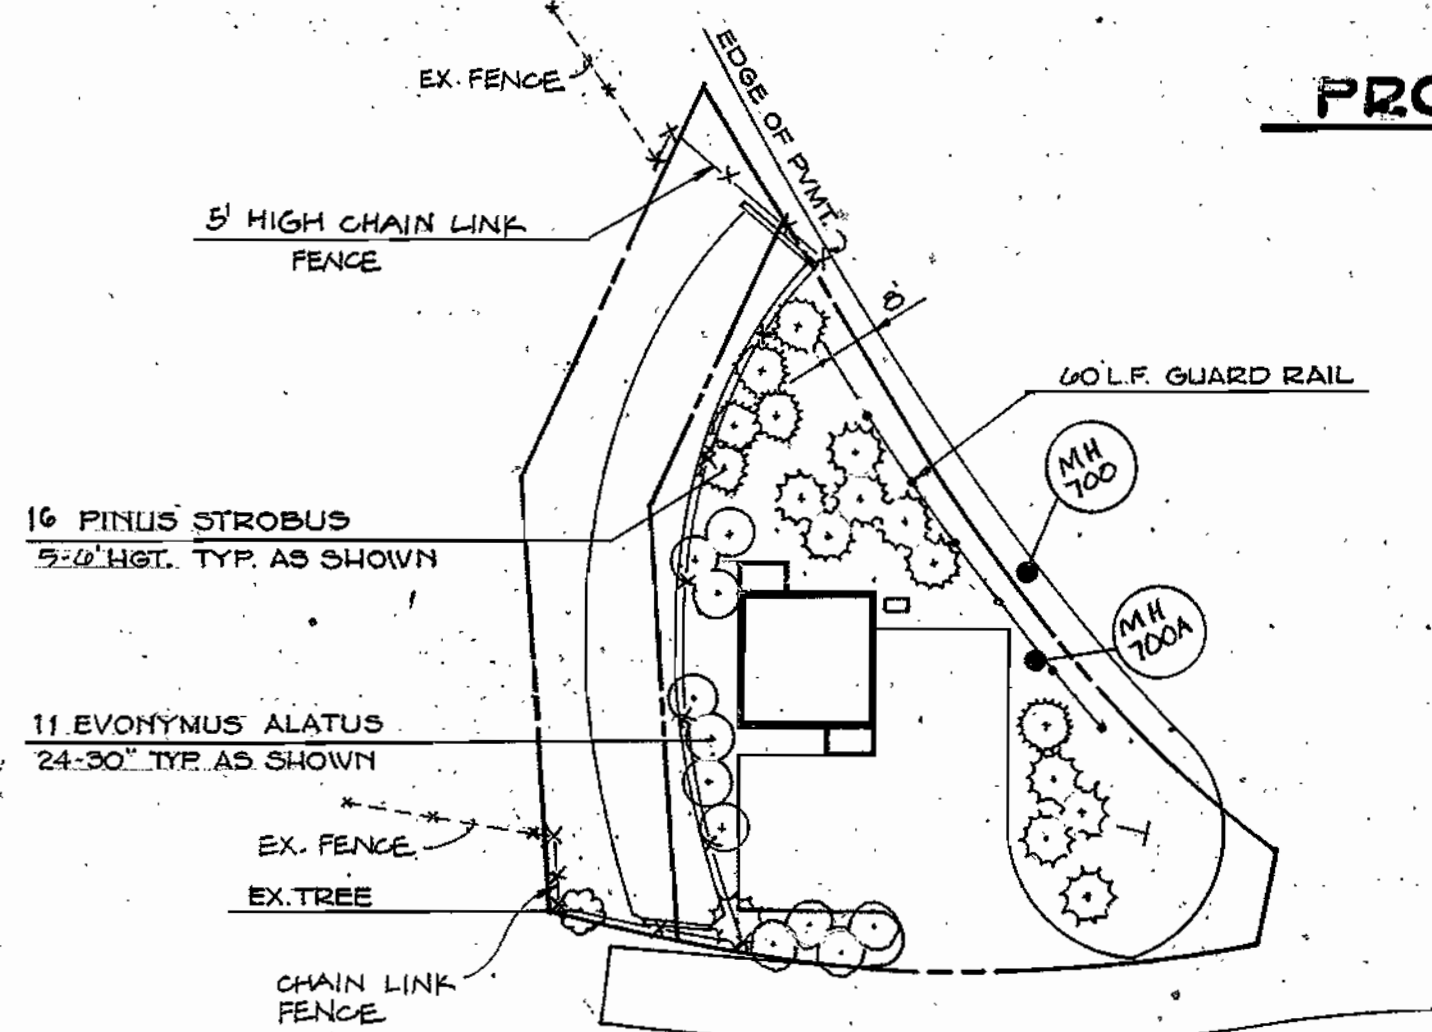 EX. FENCE
EDGE OF PVMT.
PRO
5' HIGH CHAIN LINK
FENCE
8'
60' L.F. GUARD RAIL
MH
700
16 PINUS STROBUS
5-6' HGT. TYP. AS SHOWN
MH
700A
11 EVONYMUS ALATUS
24-30" TYP. AS SHOWN
EX. FENCE
EX. TREE
CHAIN LINK
FENCE